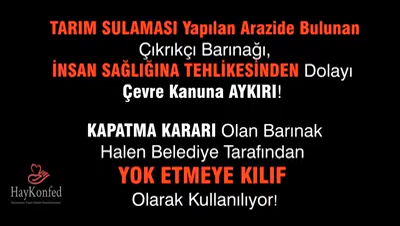 TARIM SULAMASI Yapılan Arazide Bulunan
Çıkrıkçı Barınağı,
İNSAN SAĞLIĞINA TEHLİKESİNDEN Dolayı
Çevre Kanuna AYKIRI!
KAPATMA KARARI Olan Barınak
Halen Belediye Tarafından
YOK ETMEYE KILIF
Olarak Kullanılıyor!
HayKonfed